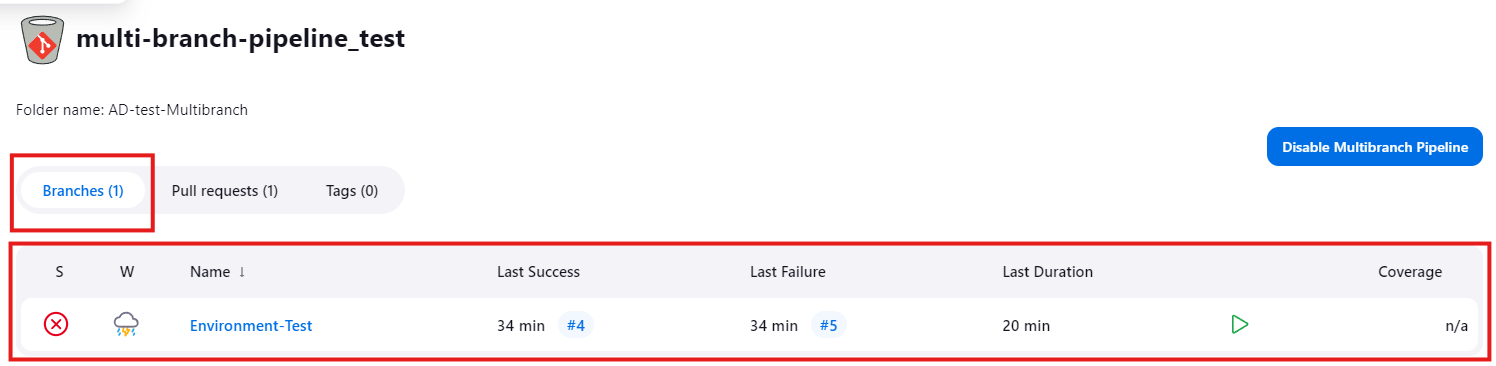 multi-branch-pipeline_test
Folder name: AD-test-Multibranch
Disable Multibranch Pipeline
Branches (1) Pull requests (1) Tags (0)
S W Name ↓ Last Success Last Failure Last Duration Coverage
Environment-Test 34 min #4 34 min #5 20 min n/a